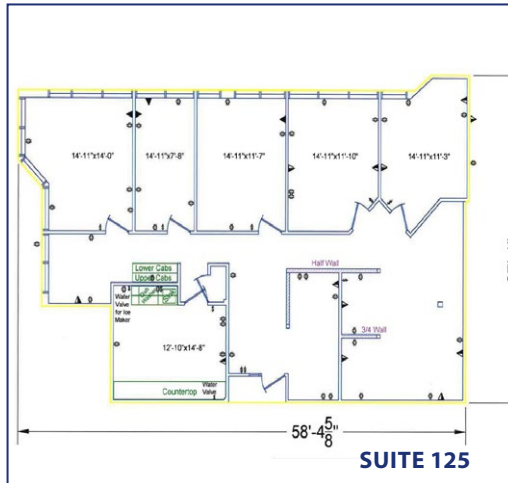 14'-11"x14'-0"
14'-11"x7'-8"
14'-11"x11'-7"
14'-11"x11'-10"
14'-11"x11'-3"
Lower Cabs
Upper Cabs
Half Wall
Water
Valve
for Ice
Maker
Sink
3/4 Wall
12'-10"x14'-8"
Countertop
Water
Valve
58'-4 5/8"
SUITE 125